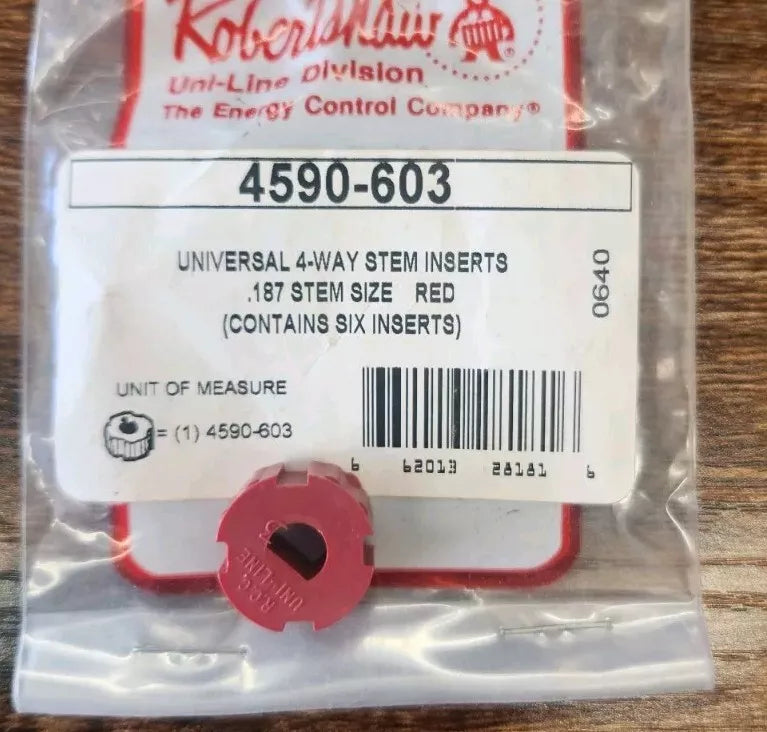 Robertshaw ®
Uni-Line Division
The Energy Control Company®
4590-603
UNIVERSAL 4-WAY STEM INSERTS
.187 STEM SIZE RED
(CONTAINS SIX INSERTS)
0640
UNIT OF MEASURE
= (1) 4590-603
6 62013 28181 6
3
R.C.C.
UNI-LINE